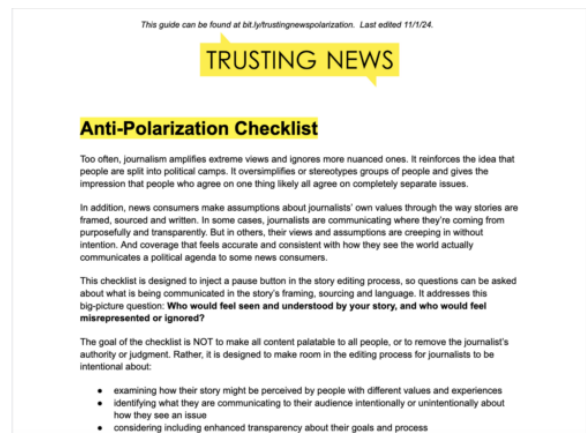 This guide can be found at bit.ly/trustingnewspolarization. Last edited 11/1/24.
TRUSTING NEWS
Anti-Polarization Checklist
Too often, journalism amplifies extreme views and ignores more nuanced ones. It reinforces the idea that
people are split into political camps. It oversimplifies or stereotypes groups of people and gives the
impression that people who agree on one thing likely all agree on completely separate issues.
In addition, news consumers make assumptions about journalists' own values through the way stories are
framed, sourced and written. In some cases, journalists are communicating where they're coming from
purposefully and transparently. But in others, their views and assumptions are creeping in without
intention. And coverage that feels accurate and consistent with how they see the world actually
communicates a political agenda to some news consumers.
This checklist is designed to inject a pause button in the story editing process, so questions can be asked
about what is being communicated in the story's framing, sourcing and language. It addresses this
big-picture question: Who would feel seen and understood by your story, and who would feel
misrepresented or ignored?
The goal of the checklist is NOT to make all content palatable to all people, or to remove the journalist's
authority or judgment. Rather, it is designed to make room in the editing process for journalists to be
intentional about:
● examining how their story might be perceived by people with different values and experiences
● identifying what they are communicating to their audience intentionally or unintentionally about
how they see an issue
● considering including enhanced transparency about their goals and process